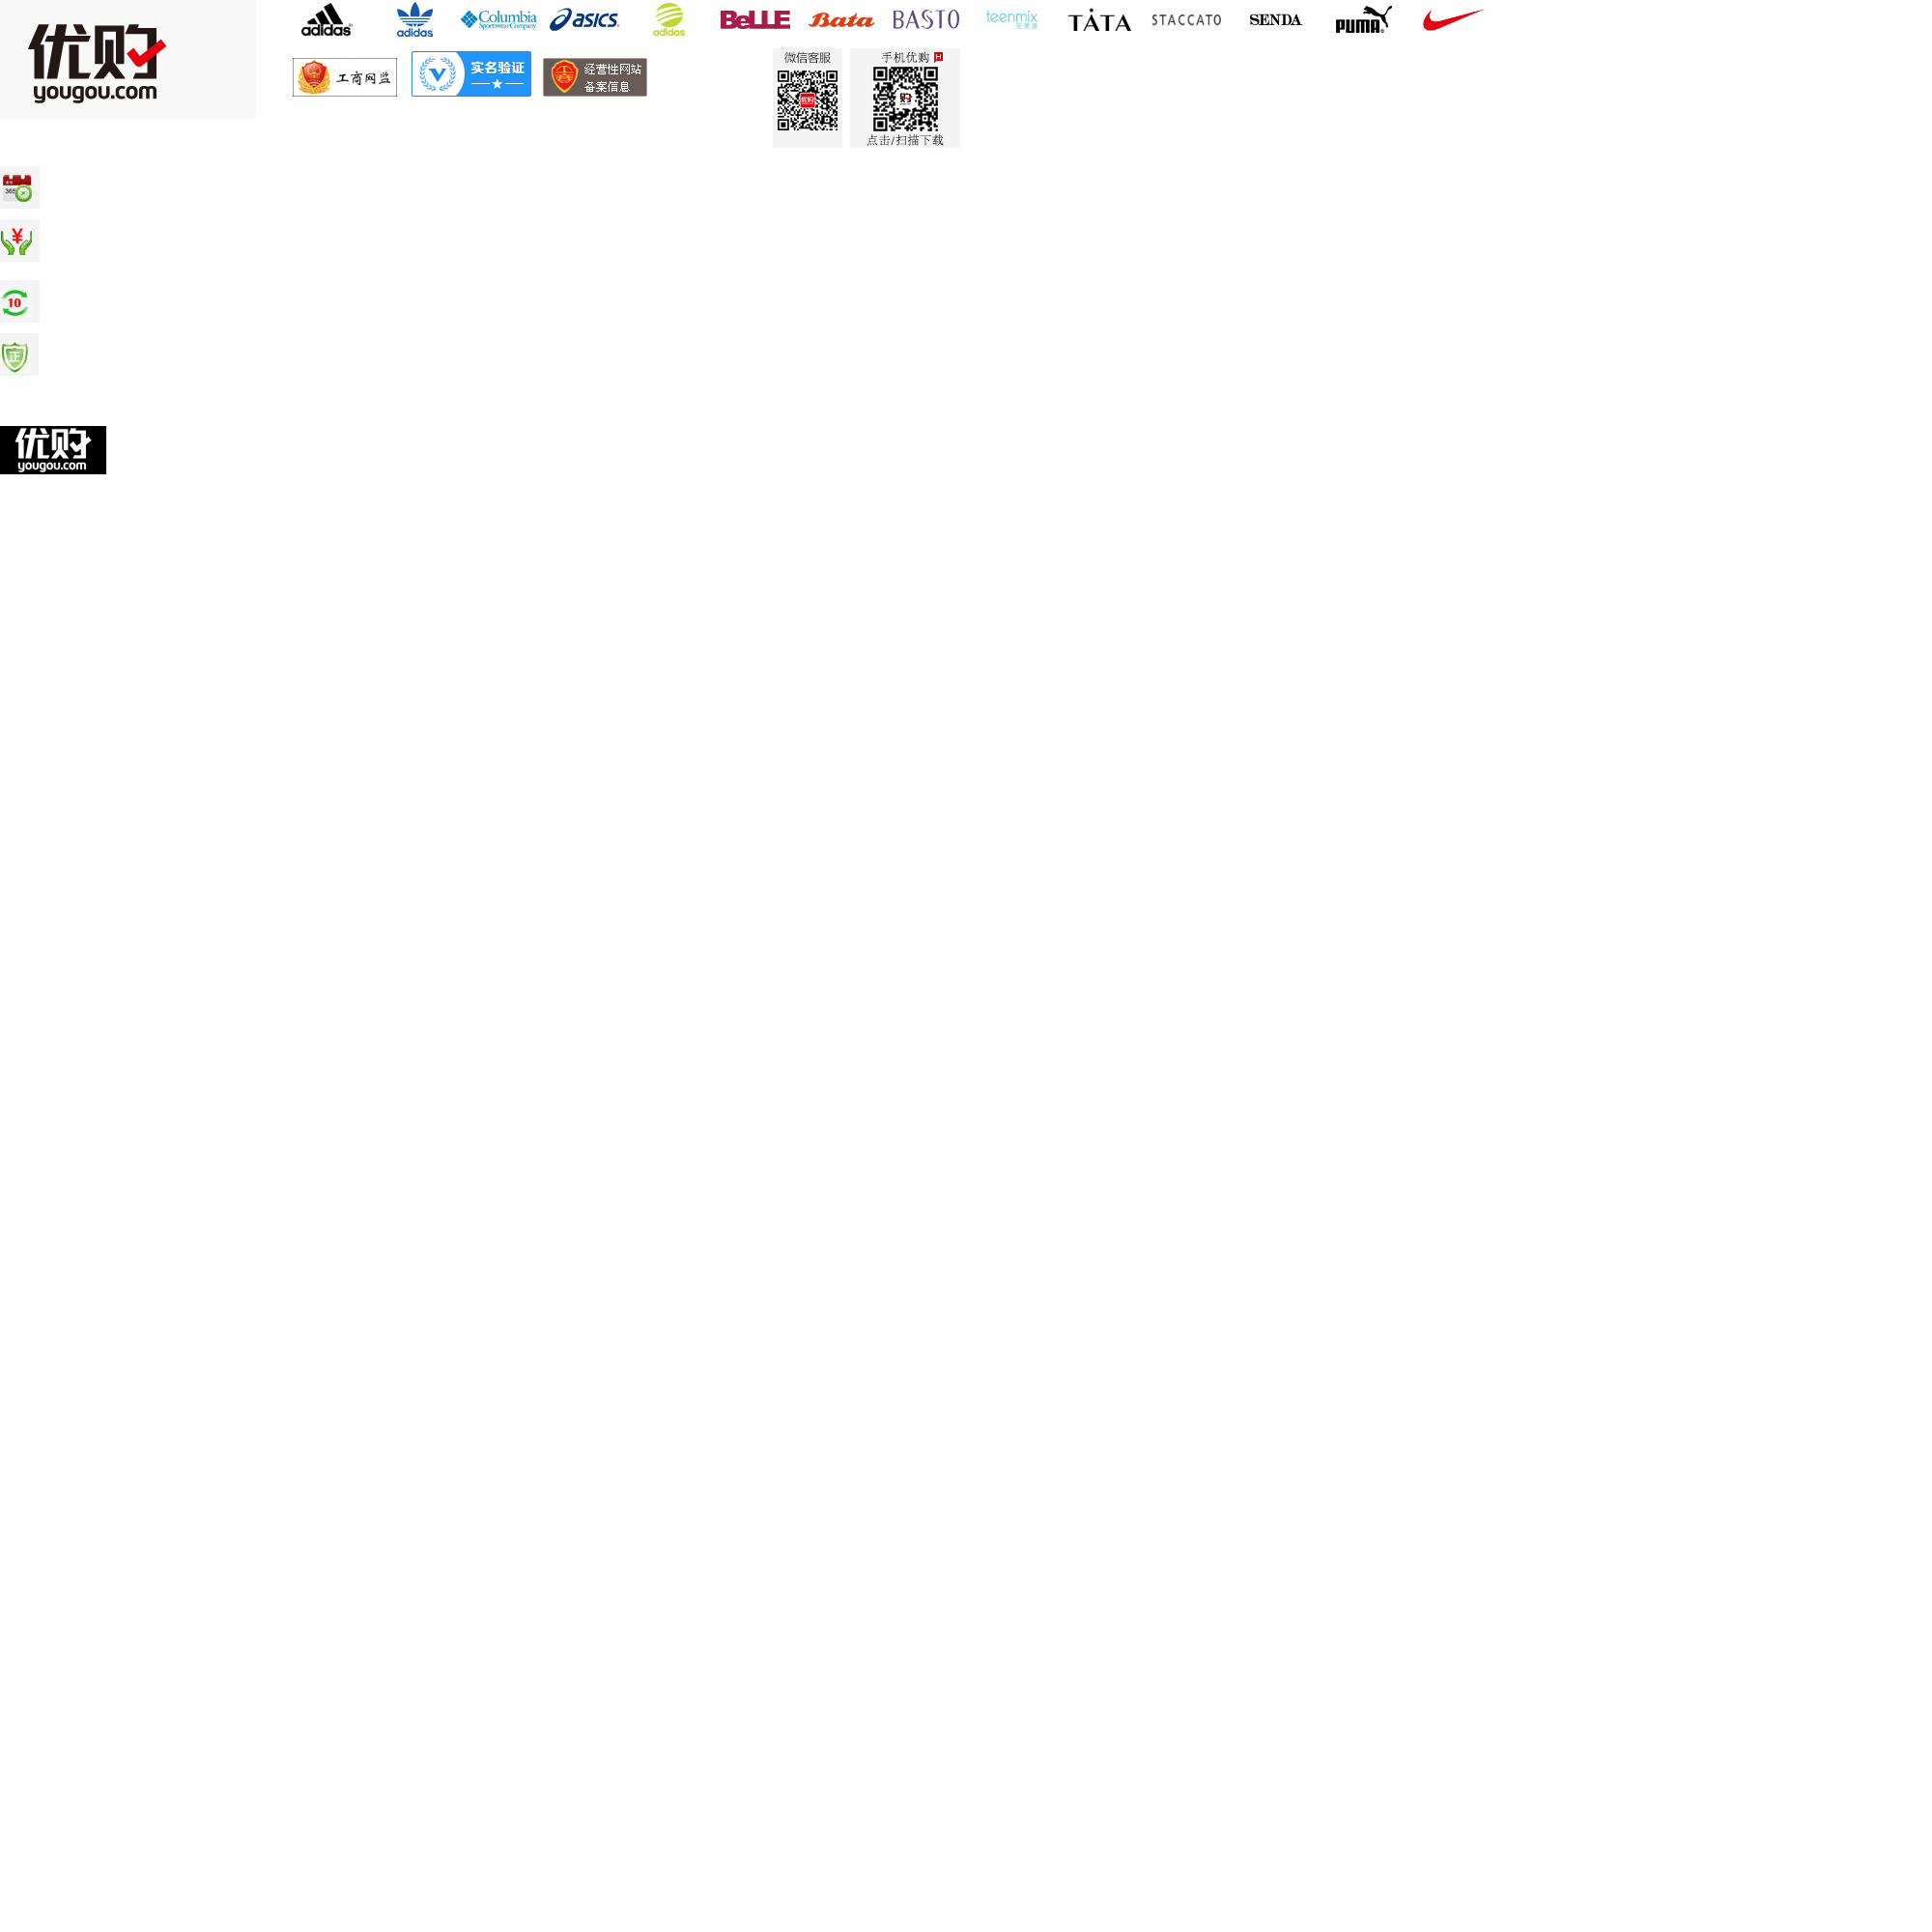 优购
yougou.com
adidas
adidas
Columbia
Sportswear Company
asics
adidas
BeLLE
Bata
BASTO
teenmix
天美意
TATA
STACCATO
SENDA
PUMA
工商网监
实名验证
经营性网站
备案信息
微信客服
手机优购
点击/扫描下载
365
¥
10
正
优购
yougou.com